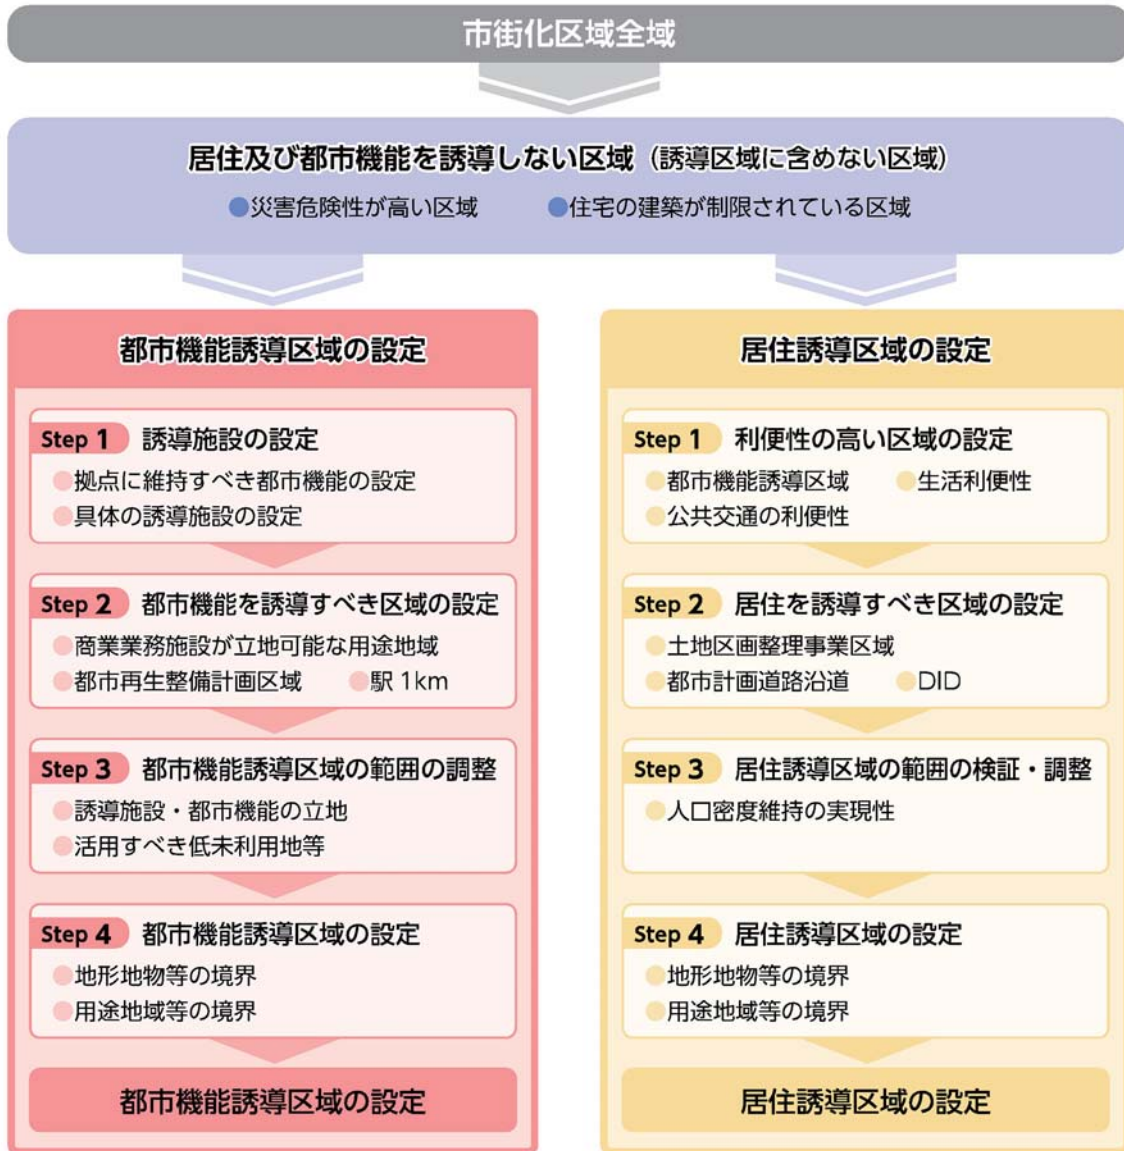 市街化区域全域
居住及び都市機能を誘導しない区域（誘導区域に含めない区域）
●災害危険性が高い区域 ●住宅の建築が制限されている区域
都市機能誘導区域の設定
Step 1 誘導施設の設定
●拠点に維持すべき都市機能の設定
●具体の誘導施設の設定
Step 2 都市機能を誘導すべき区域の設定
●商業業務施設が立地可能な用途地域
●都市再生整備計画区域 ●駅1km
Step 3 都市機能誘導区域の範囲の調整
●誘導施設・都市機能の立地
●活用すべき低未利用地等
Step 4 都市機能誘導区域の設定
●地形地物等の境界
●用途地域等の境界
都市機能誘導区域の設定
居住誘導区域の設定
Step 1 利便性の高い区域の設定
●都市機能誘導区域 ●生活利便性
●公共交通の利便性
Step 2 居住を誘導すべき区域の設定
●土地区画整理事業区域
●都市計画道路沿道 ●DID
Step 3 居住誘導区域の範囲の検証・調整
●人口密度維持の実現性
Step 4 居住誘導区域の設定
●地形地物等の境界
●用途地域等の境界
居住誘導区域の設定